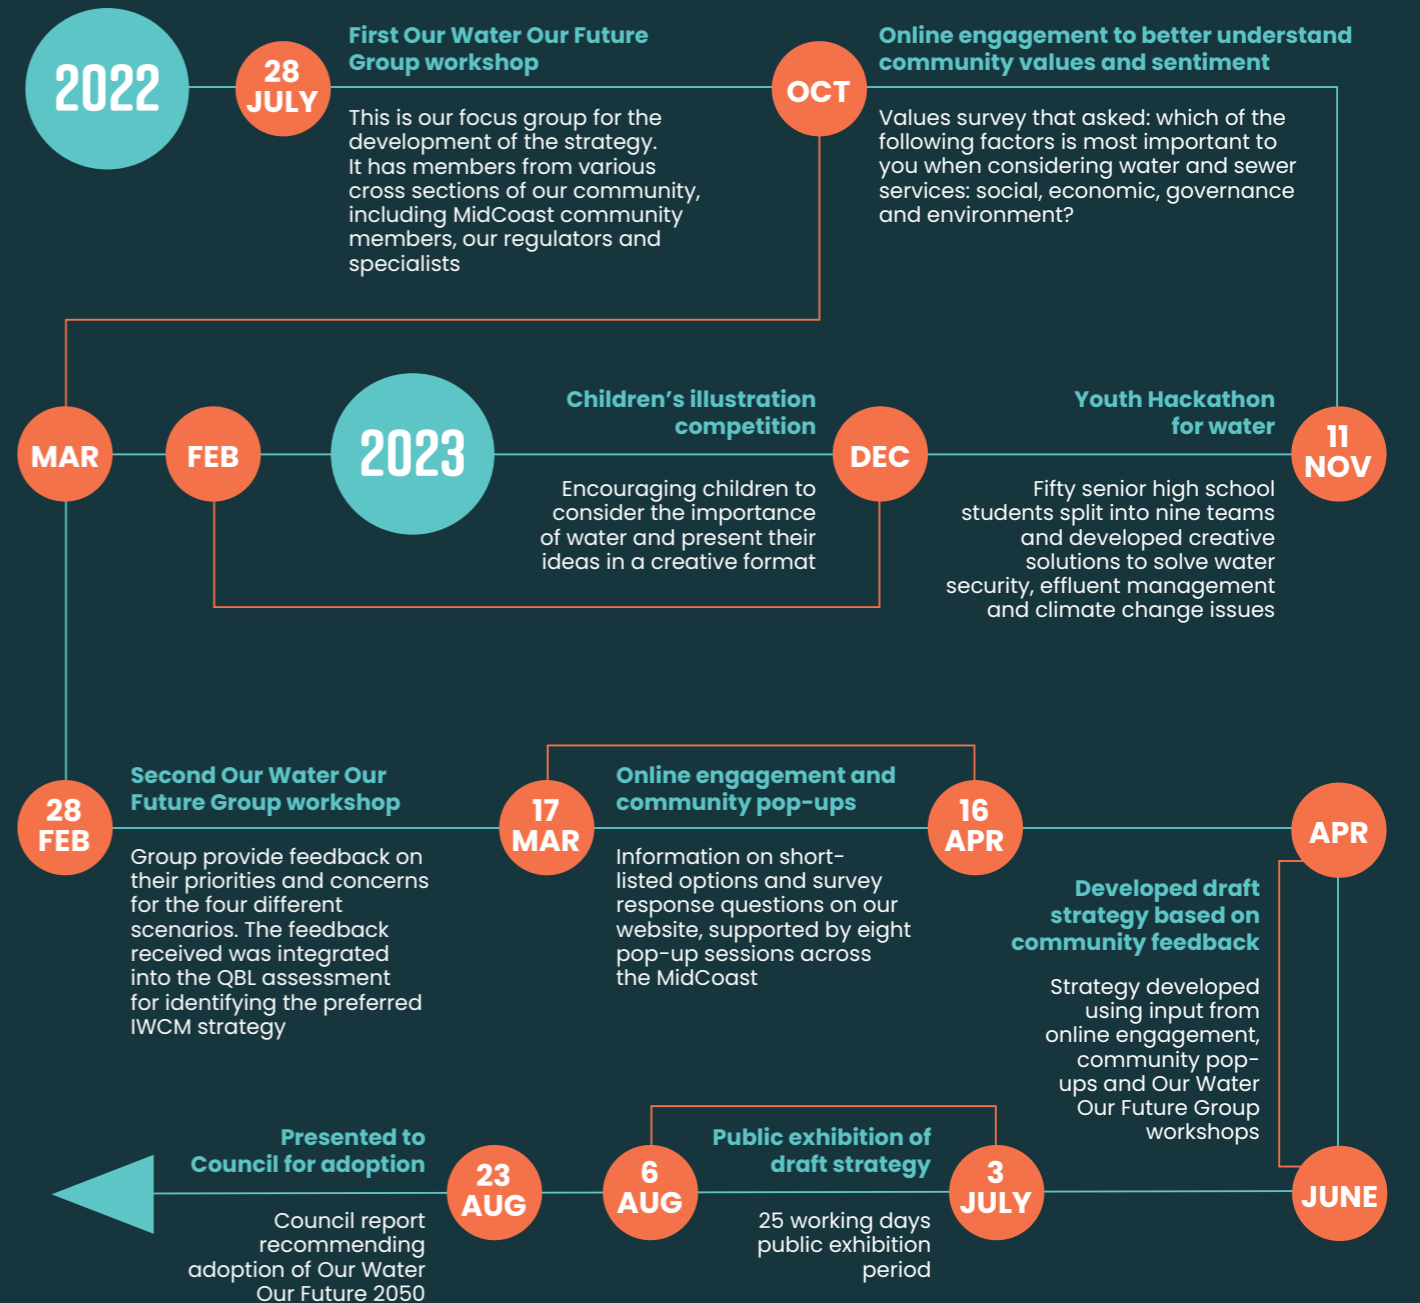 2022
28
JULY
First Our Water Our Future
Group workshop
This is our focus group for the
development of the strategy.
It has members from various
cross sections of our community,
including MidCoast community
members, our regulators and
specialists
OCT
Online engagement to better understand
community values and sentiment
Values survey that asked: which of the
following factors is most important to
you when considering water and sewer
services: social, economic, governance
and environment?
11
NOV
Youth Hackathon
for water
Fifty senior high school
students split into nine teams
and developed creative
solutions to solve water
security, effluent management
and climate change issues
DEC
Children’s illustration
competition
Encouraging children to
consider the importance
of water and present their
ideas in a creative format
2023
FEB
MAR
28
FEB
Second Our Water Our
Future Group workshop
Group provide feedback on
their priorities and concerns
for the four different
scenarios. The feedback
received was integrated
into the QBL assessment
for identifying the preferred
IWCM strategy
17
MAR
Online engagement and
community pop-ups
Information on short-
listed options and survey
response questions on our
website, supported by eight
pop-up sessions across
the MidCoast
16
APR
APR
Developed draft
strategy based on
community feedback
Strategy developed
using input from
online engagement,
community pop-
ups and Our Water
Our Future Group
workshops
JUNE
3
JULY
Public exhibition of
draft strategy
25 working days
public exhibition
period
6
AUG
23
AUG
Presented to
Council for adoption
Council report
recommending
adoption of Our Water
Our Future 2050